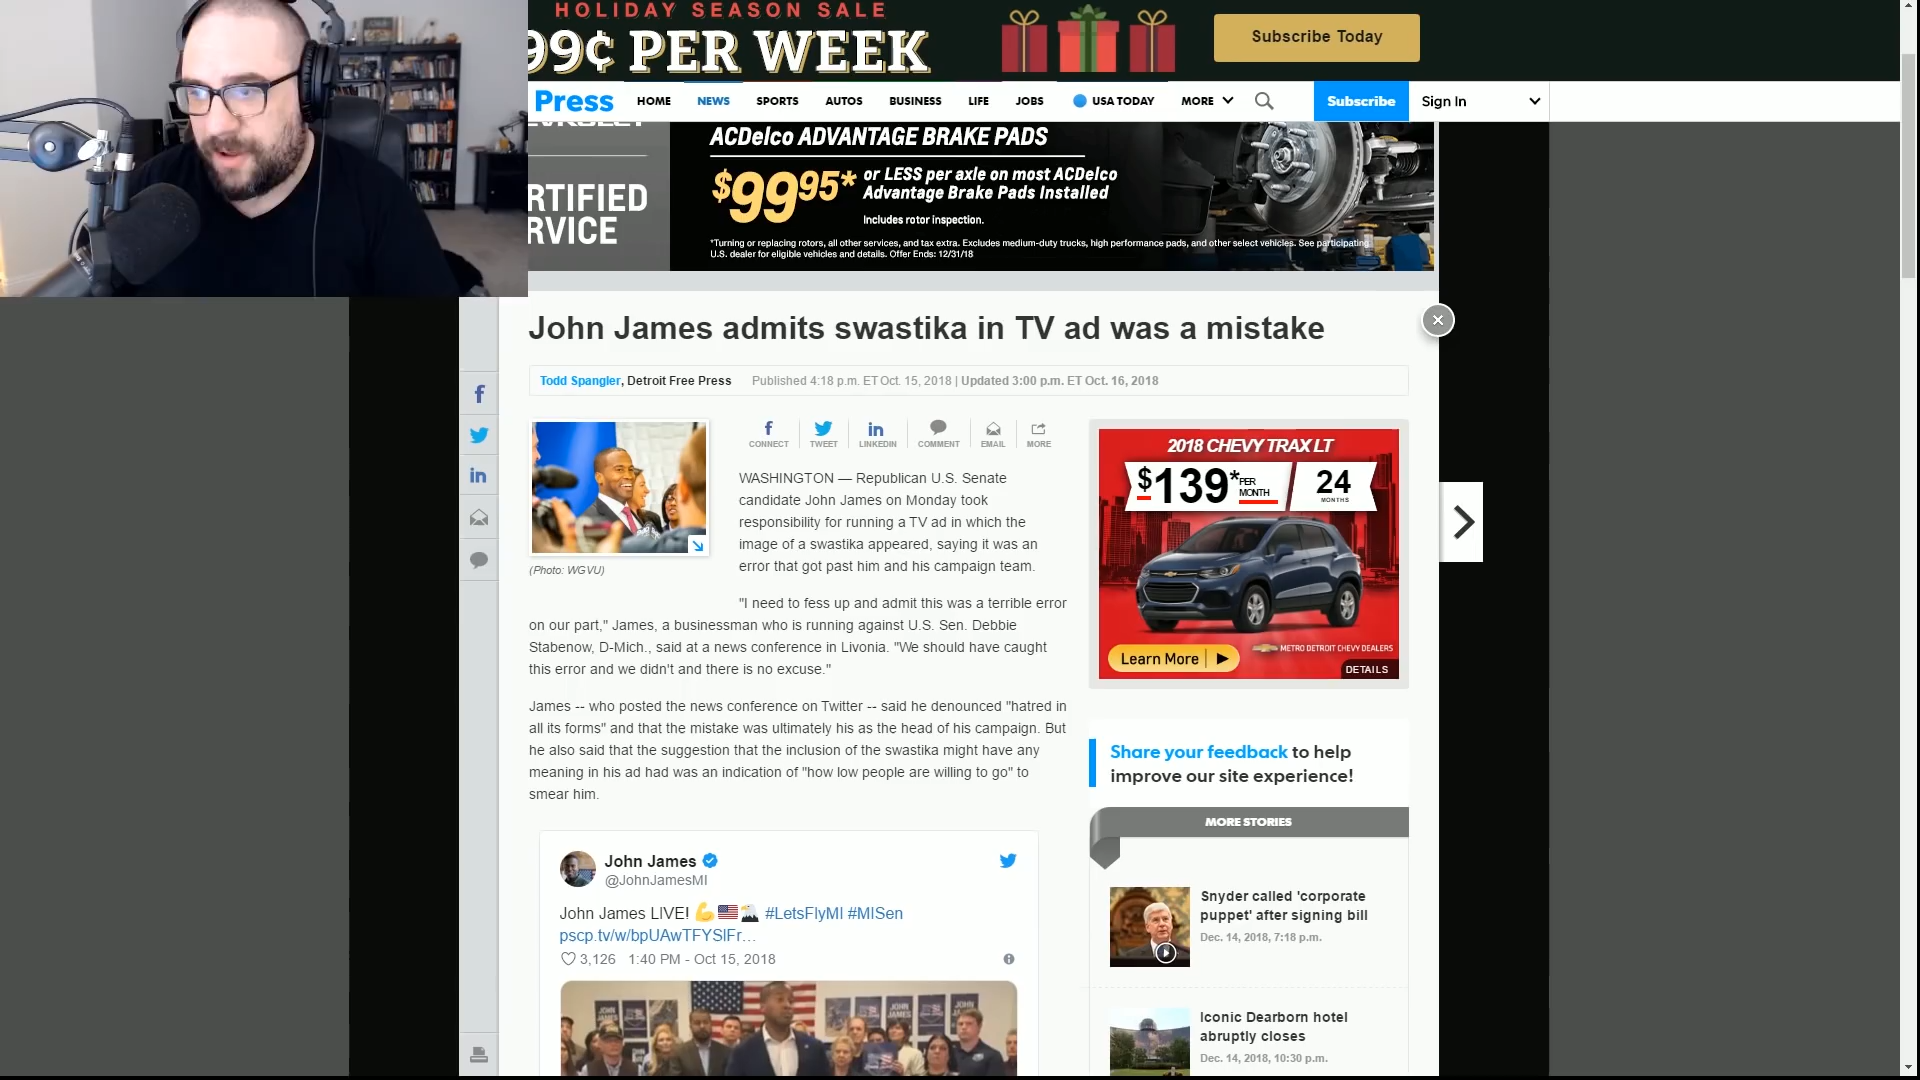 HOLIDAY SEASON SALE
99¢ PER WEEK
Subscribe Today
Press
HOME
NEWS
SPORTS
AUTOS
BUSINESS
LIFE
JOBS
USA TODAY
MORE
Subscribe
Sign In
CHEVROLET
RTIFIED
RVICE
ACDelco ADVANTAGE BRAKE PADS
$9995* or LESS per axle on most ACDelco
Advantage Brake Pads Installed
Includes rotor inspection.
*Turning or replacing rotors, all other services, and tax extra. Excludes medium-duty trucks, high performance pads, and other select vehicles. See participating
U.S. dealer for eligible vehicles and details. Offer Ends: 12/31/18
John James admits swastika in TV ad was a mistake
Todd Spangler, Detroit Free Press Published 4:18 p.m. ET Oct. 15, 2018 | Updated 3:00 p.m. ET Oct. 16, 2018
(Photo: WGVU)
CONNECT
TWEET
LINKEDIN
COMMENT
EMAIL
MORE
WASHINGTON — Republican U.S. Senate
candidate John James on Monday took
responsibility for running a TV ad in which the
image of a swastika appeared, saying it was an
error that got past him and his campaign team.
"I need to fess up and admit this was a terrible error
on our part," James, a businessman who is running against U.S. Sen. Debbie
Stabenow, D-Mich., said at a news conference in Livonia. "We should have caught
this error and we didn't and there is no excuse."
James -- who posted the news conference on Twitter -- said he denounced "hatred in
all its forms" and that the mistake was ultimately his as the head of his campaign. But
he also said that the suggestion that the inclusion of the swastika might have any
meaning in his ad had was an indication of "how low people are willing to go" to
smear him.
John James
@JohnJamesMI
John James LIVE! 💪🇺🇸🦅 #LetsFlyMI #MISen
pscp.tv/w/bpUAwTFYSlFr…
3,126 1:40 PM - Oct 15, 2018
JOHN JAMES
JOHN JAMES
JOHN
2018 CHEVY TRAX LT
$139* PER MONTH
24 MONTHS
Learn More
METRO DETROIT CHEVY DEALERS
DETAILS
Share your feedback to help
improve our site experience!
MORE STORIES
Snyder called 'corporate
puppet' after signing bill
Dec. 14, 2018, 7:18 p.m.
Iconic Dearborn hotel
abruptly closes
Dec. 14, 2018, 10:30 p.m.